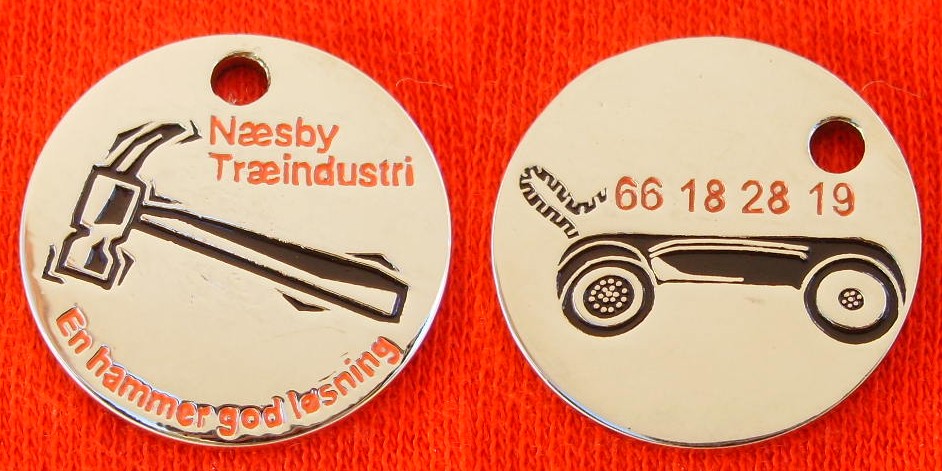 Næsby
Træindustri
En hammer god løsning
66 18 28 19